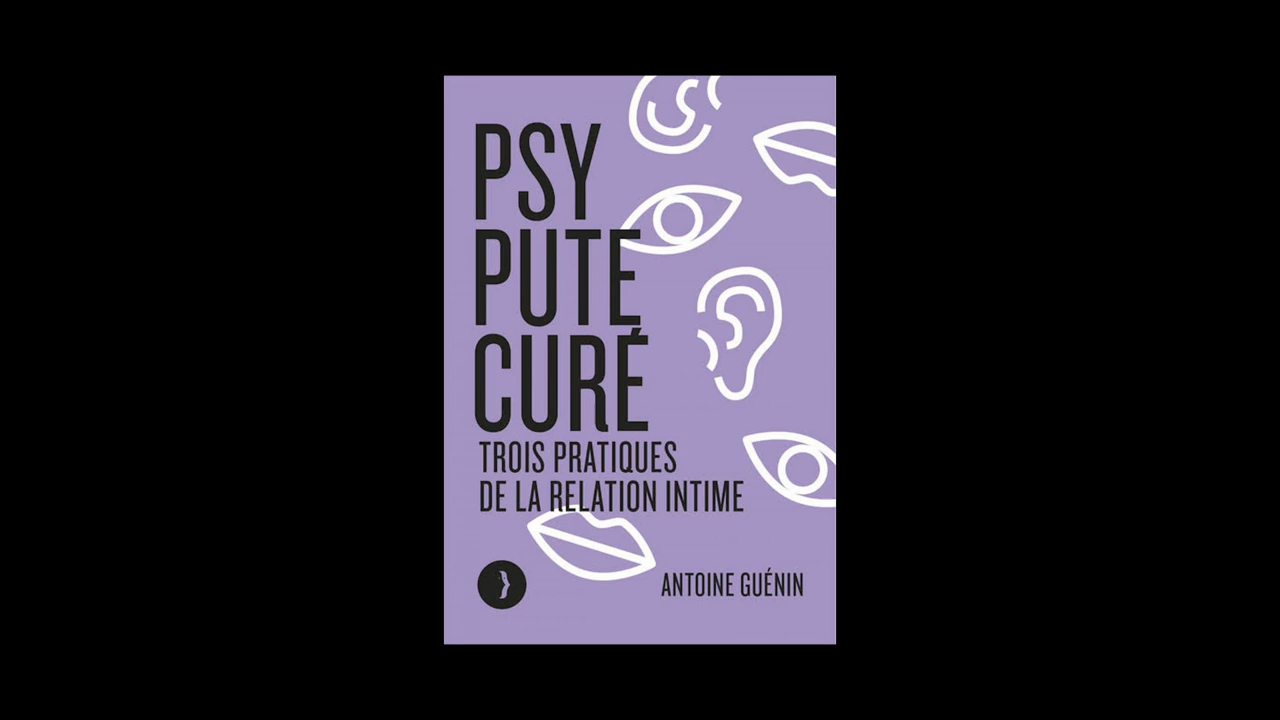 PSY
PUTE
CURÉ
TROIS PRATIQUES
DE LA RELATION INTIME
ANTOINE GUÉNIN